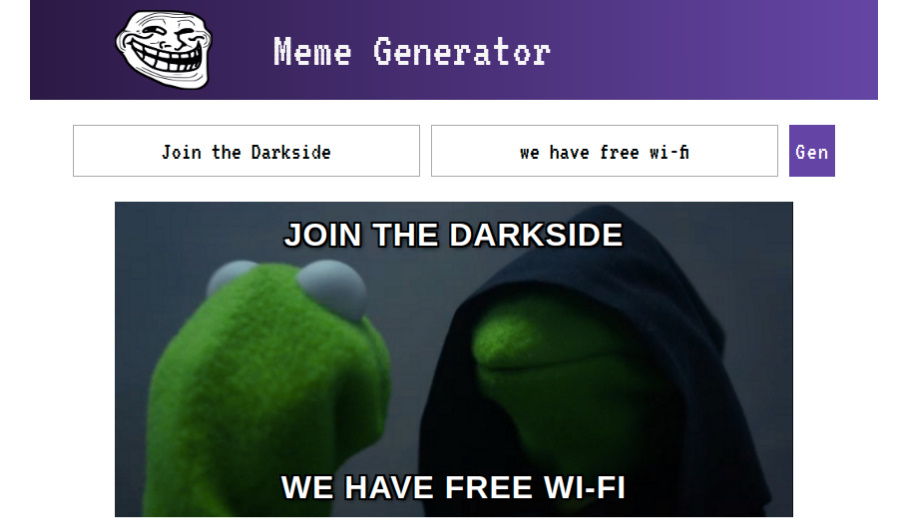 Meme Generator
Join the Darkside
we have free wi-fi
Gen
JOIN THE DARKSIDE
WE HAVE FREE WI-FI